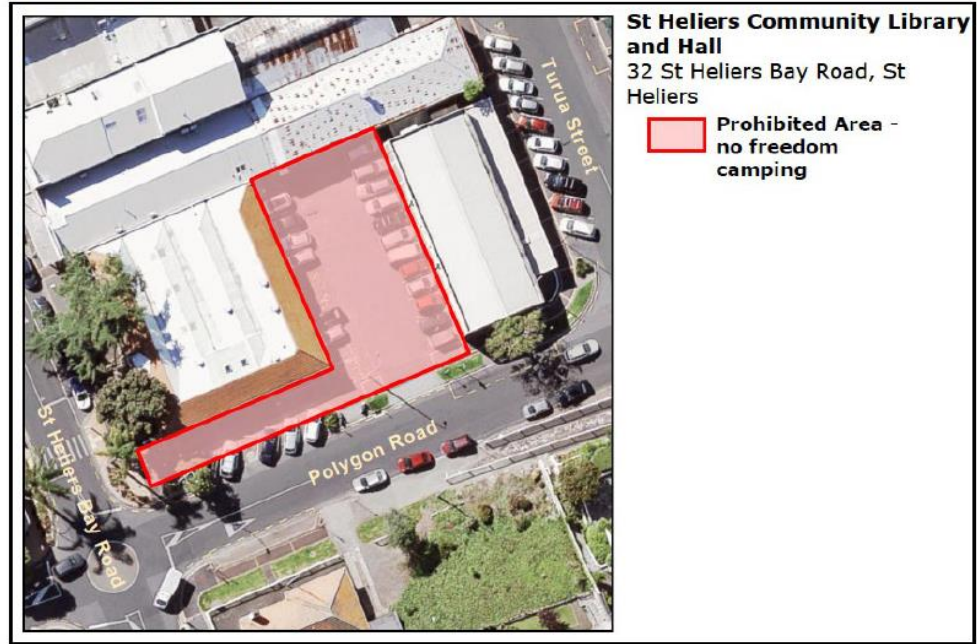 St Heliers Community Library
and Hall
32 St Heliers Bay Road, St
Heliers
Prohibited Area -
no freedom
camping
Turua Street
Polygon Road
St Heliers Bay Road